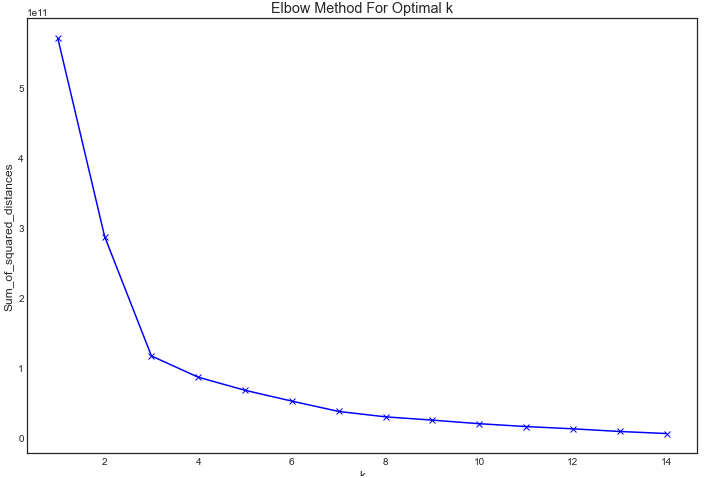 Elbow Method For Optimal k
1e11
5
4
3
2
1
0
Sum_of_squared_distances
2 4 6 8 10 12 14
k